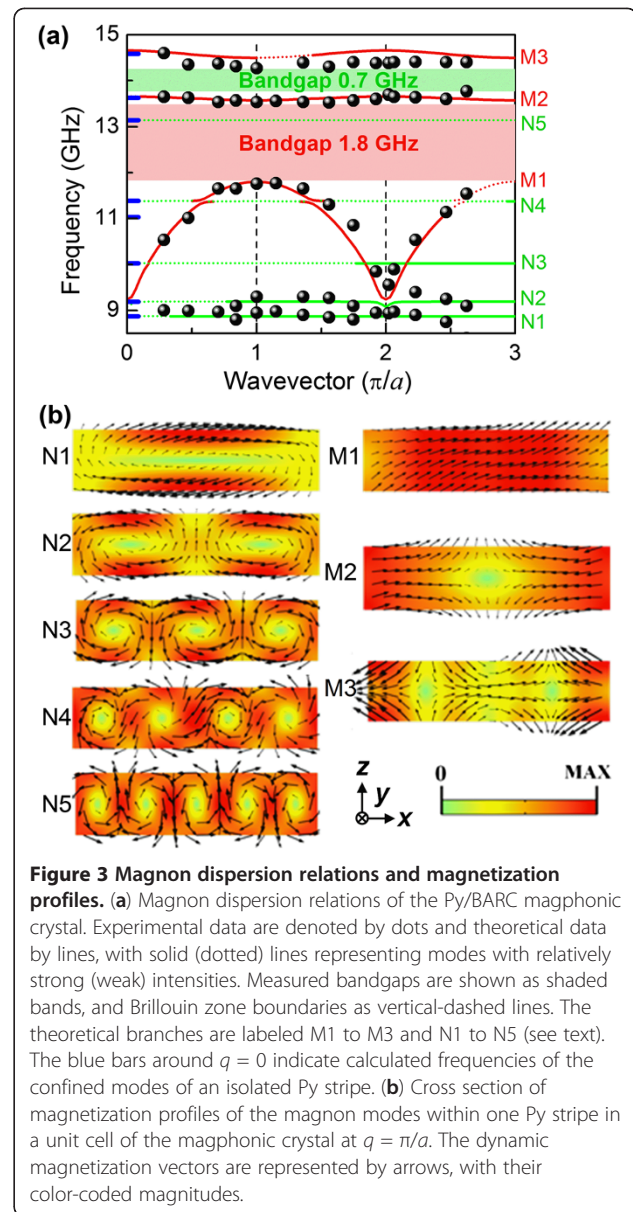 (a)
15
13
11
9
Frequency (GHz)
Bandgap 0.7 GHz
Bandgap 1.8 GHz
M3
M2
N5
M1
N4
N3
N2
N1
0
1
2
3
Wavevector (π/a)
(b)
N1
M1
N2
M2
N3
N4
M3
N5
z
y
x
0
MAX
Figure 3 Magnon dispersion relations and magnetization
profiles. (a) Magnon dispersion relations of the Py/BARC magphonic
crystal. Experimental data are denoted by dots and theoretical data
by lines, with solid (dotted) lines representing modes with relatively
strong (weak) intensities. Measured bandgaps are shown as shaded
bands, and Brillouin zone boundaries as vertical-dashed lines. The
theoretical branches are labeled M1 to M3 and N1 to N5 (see text).
The blue bars around q = 0 indicate calculated frequencies of the
confined modes of an isolated Py stripe. (b) Cross section of
magnetization profiles of the magnon modes within one Py stripe in
a unit cell of the magphonic crystal at q = π/a. The dynamic
magnetization vectors are represented by arrows, with their
color-coded magnitudes.